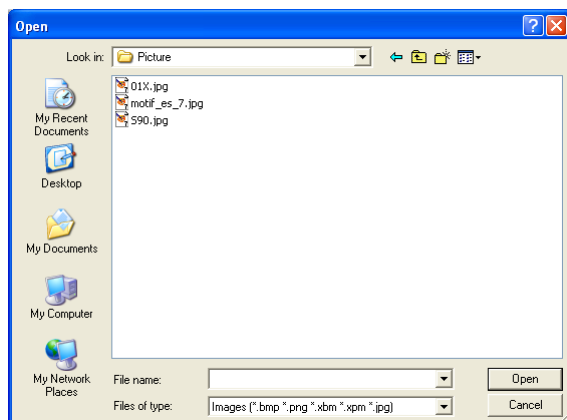 Open
Look in:
Picture
01X.jpg
motif_es_7.jpg
S90.jpg
My Recent
Documents
Desktop
My Documents
My Computer
My Network
Places
File name:
Open
Files of type:
Images (*.bmp *.png *.xbm *.xpm *.jpg)
Cancel